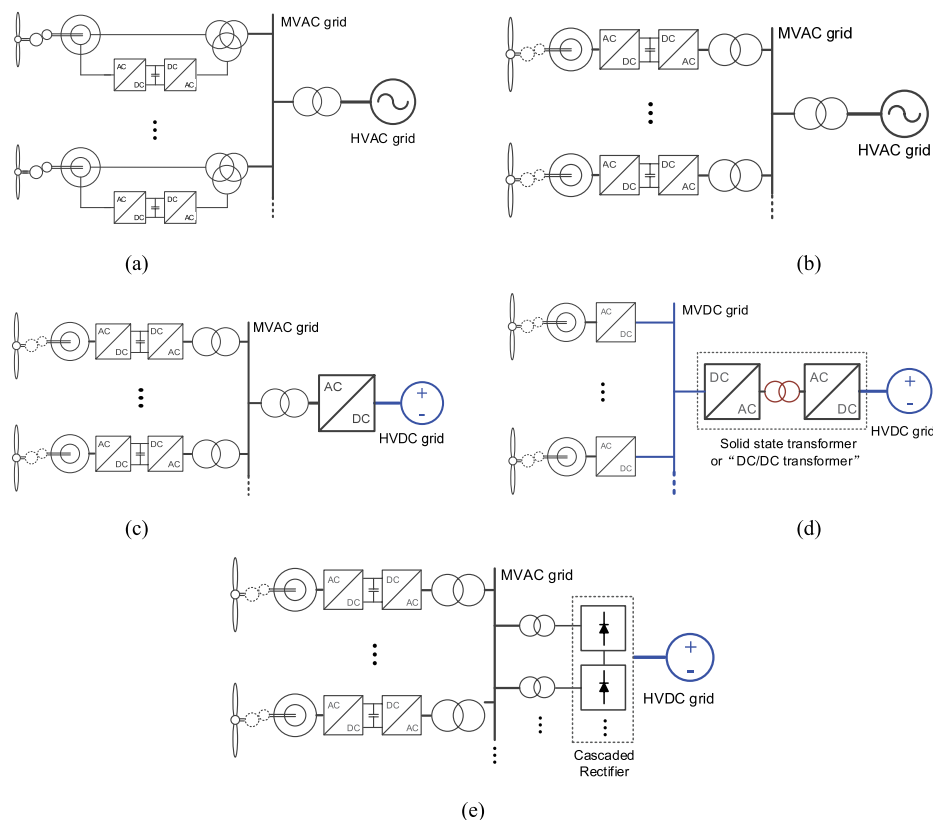 MVAC grid
AC
DC
DC
AC
HVAC grid
AC
DC
DC
AC
(a)
MVAC grid
AC
DC
DC
AC
HVAC grid
AC
DC
DC
AC
(b)
MVAC grid
AC
DC
DC
AC
AC
DC
HVDC grid
AC
DC
DC
AC
(c)
MVDC grid
AC
DC
DC
AC
AC
DC
+
-
HVDC grid
Solid state transformer
or “DC/DC transformer”
AC
DC
(d)
+
-
MVAC grid
AC
DC
DC
AC
+
-
HVDC grid
AC
DC
DC
AC
Cascaded
Rectifier
(e)